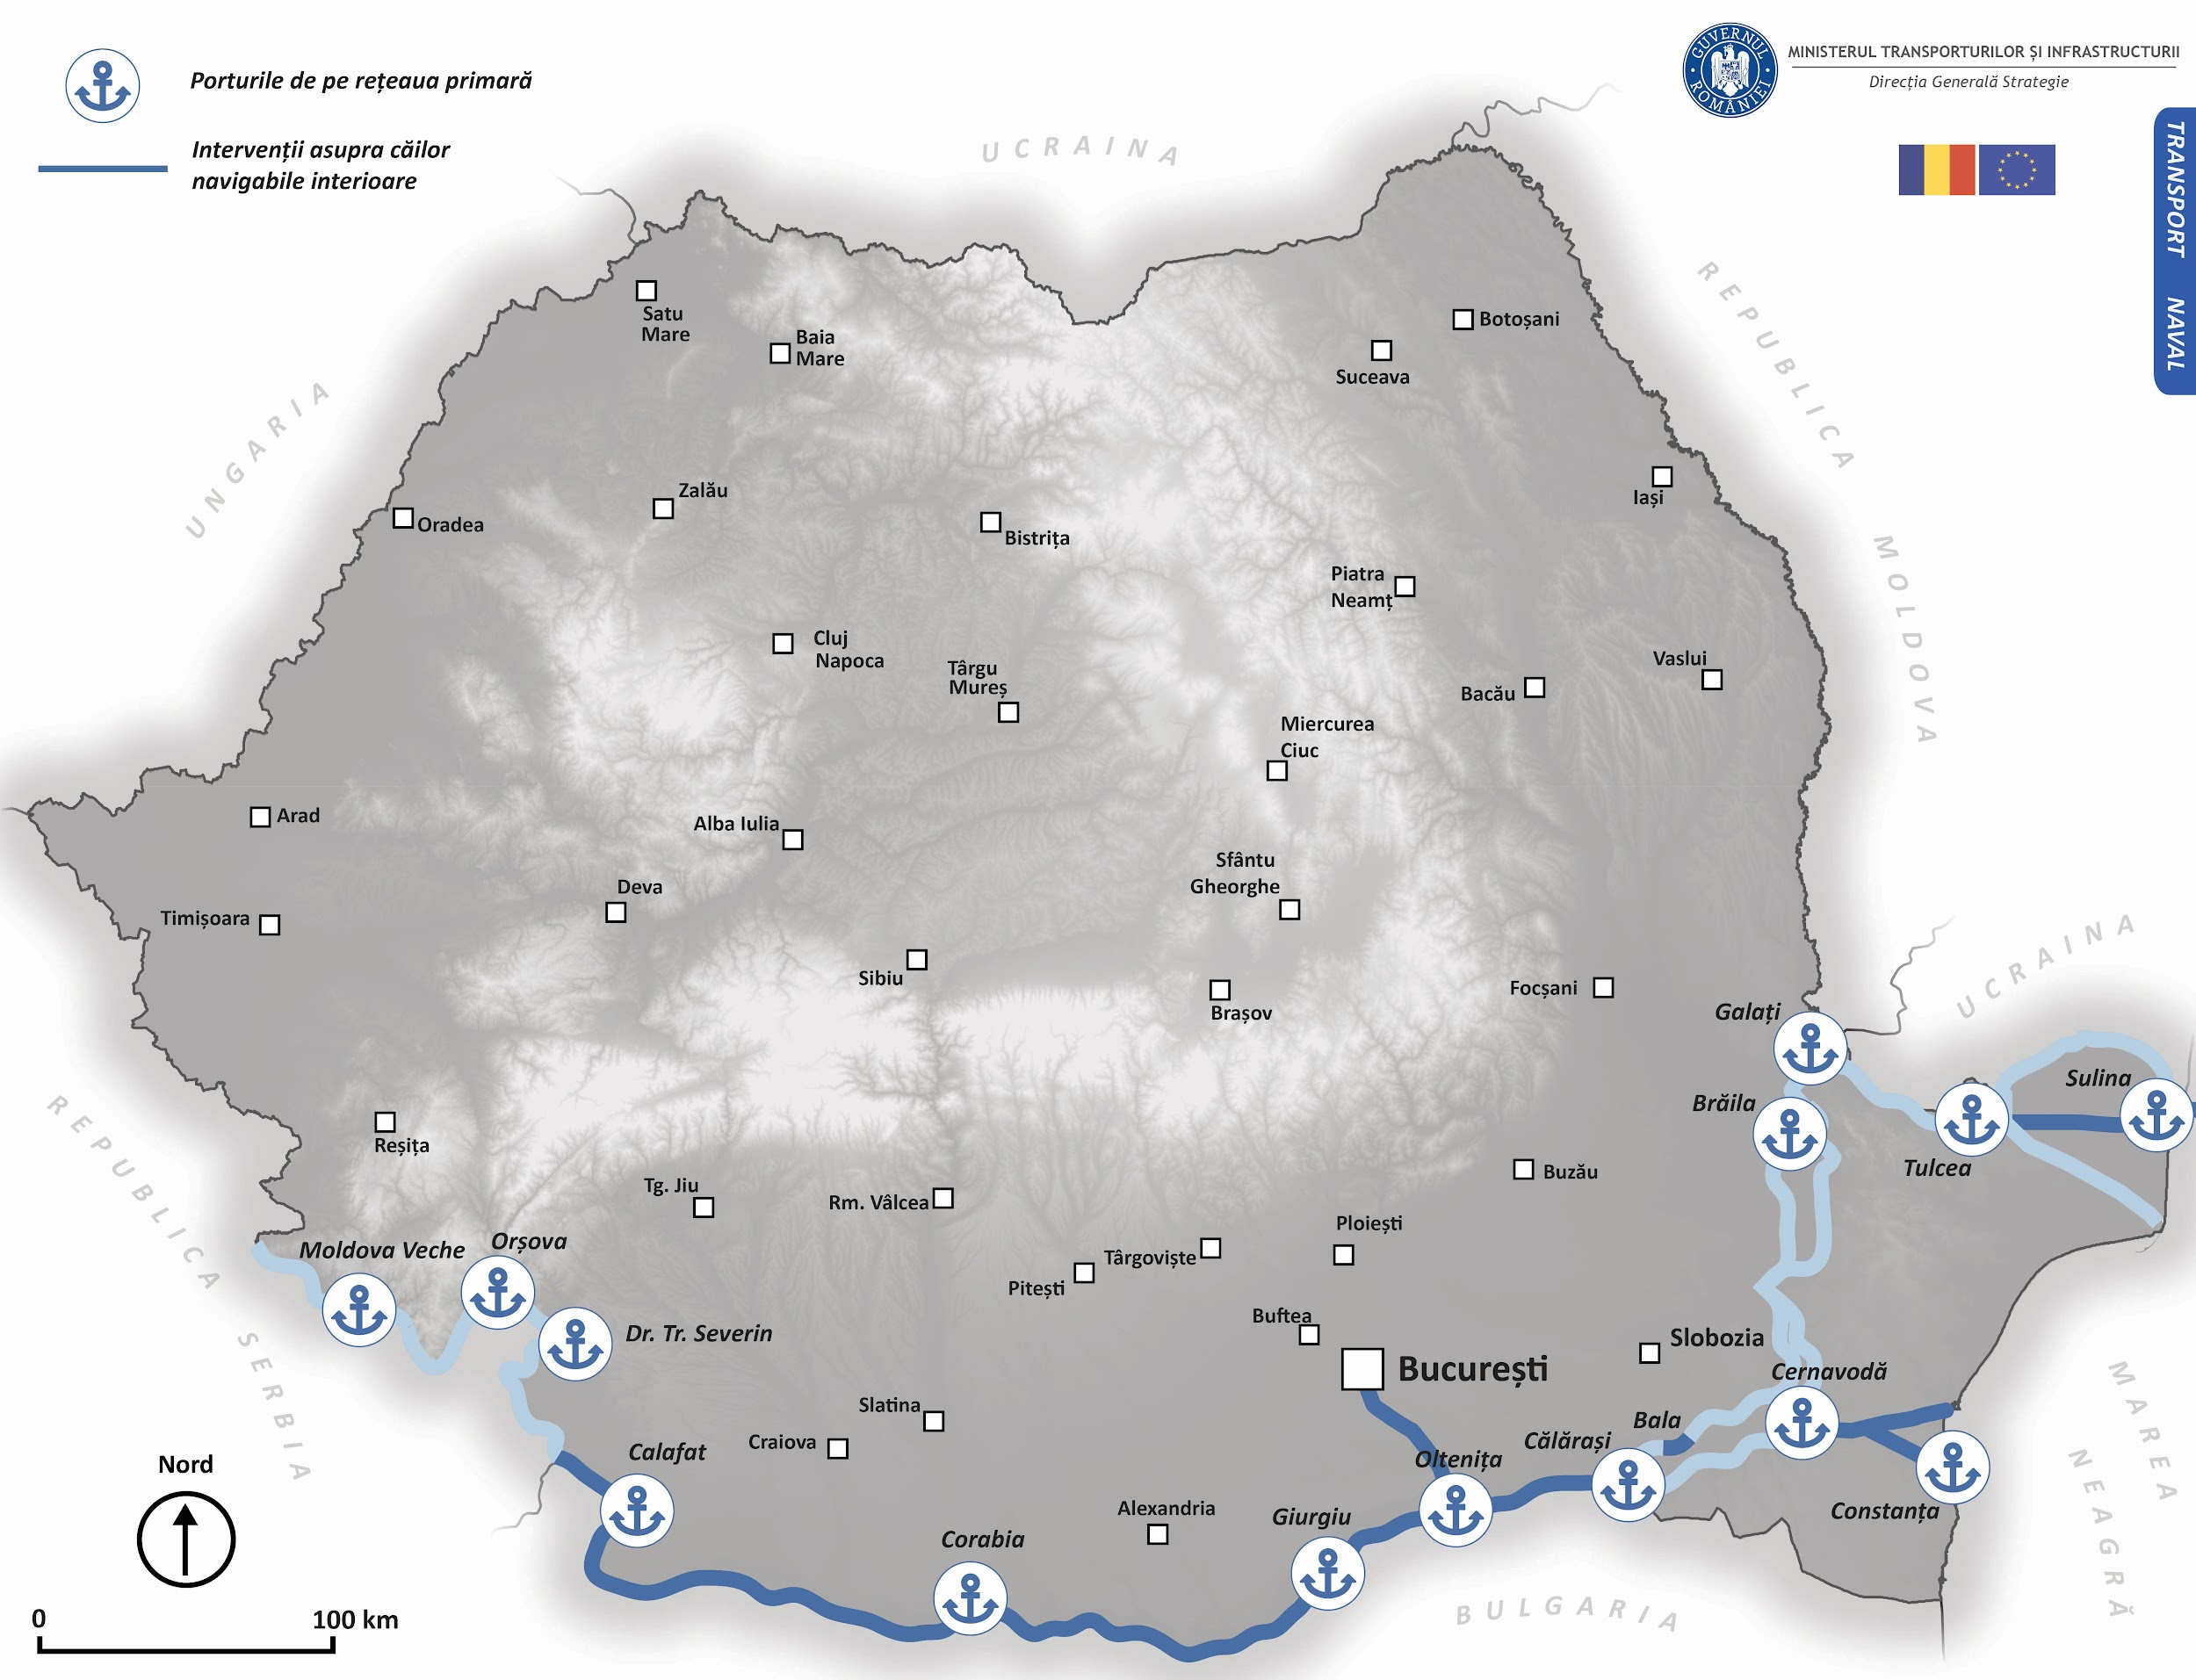 Porturile de pe rețeaua primară
Intervenții asupra căilor
navigabile interioare
GUVERNUL
ROMÂNIEI
MINISTERUL TRANSPORTURILOR ȘI INFRASTRUCTURII
Direcția Generală Strategie
TRANSPORT NAVAL
UCRAINA
UNGARIA
REPUBLICA MOLDOVA
Satu
Mare
Baia
Mare
Botoșani
Suceava
Iași
Zalău
Oradea
Bistrița
Piatra
Neamț
Cluj
Napoca
Târgu
Mureș
Vaslui
Bacău
Miercurea
Ciuc
Arad
Alba Iulia
Sfântu
Gheorghe
Deva
Timișoara
Sibiu
Brașov
Focșani
UCRAINA
Galați
Sulina
Brăila
Tulcea
REPUBLICA SERBIA
Reșița
Tg. Jiu
Rm. Vâlcea
Buzău
Ploiești
Târgoviște
Pitești
Moldova Veche
Orșova
Dr. Tr. Severin
Buftea
București
Slobozia
Cernavodă
Slatina
Craiova
Bala
Călărași
Oltenița
Calafat
Alexandria
Giurgiu
Corabia
Constanța
MAREA
NEAGRĂ
BULGARIA
Nord
0 100 km